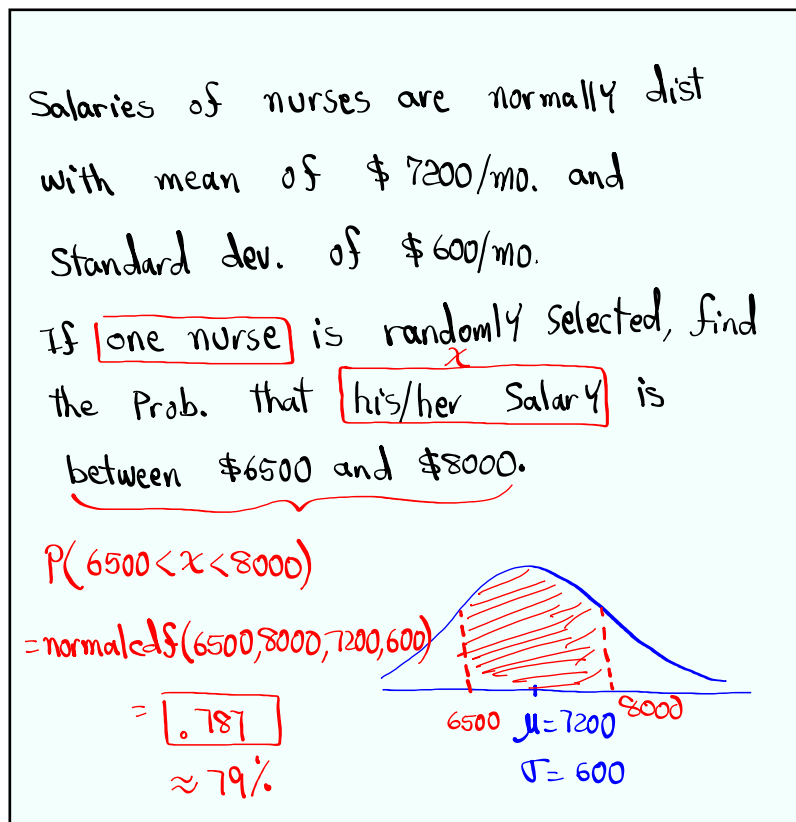 Salaries of nurses are normally dist
with mean of $7200/mo. and
Standard dev. of $600/mo.
If one nurse is randomly selected, find
x
the Prob. that his/her Salary is
between $6500 and $8000.
P(6500<x<8000)
=normalcdf(6500,8000,7200,600)
= .787
≈ 79%
6500 μ=7200 8000
σ= 600